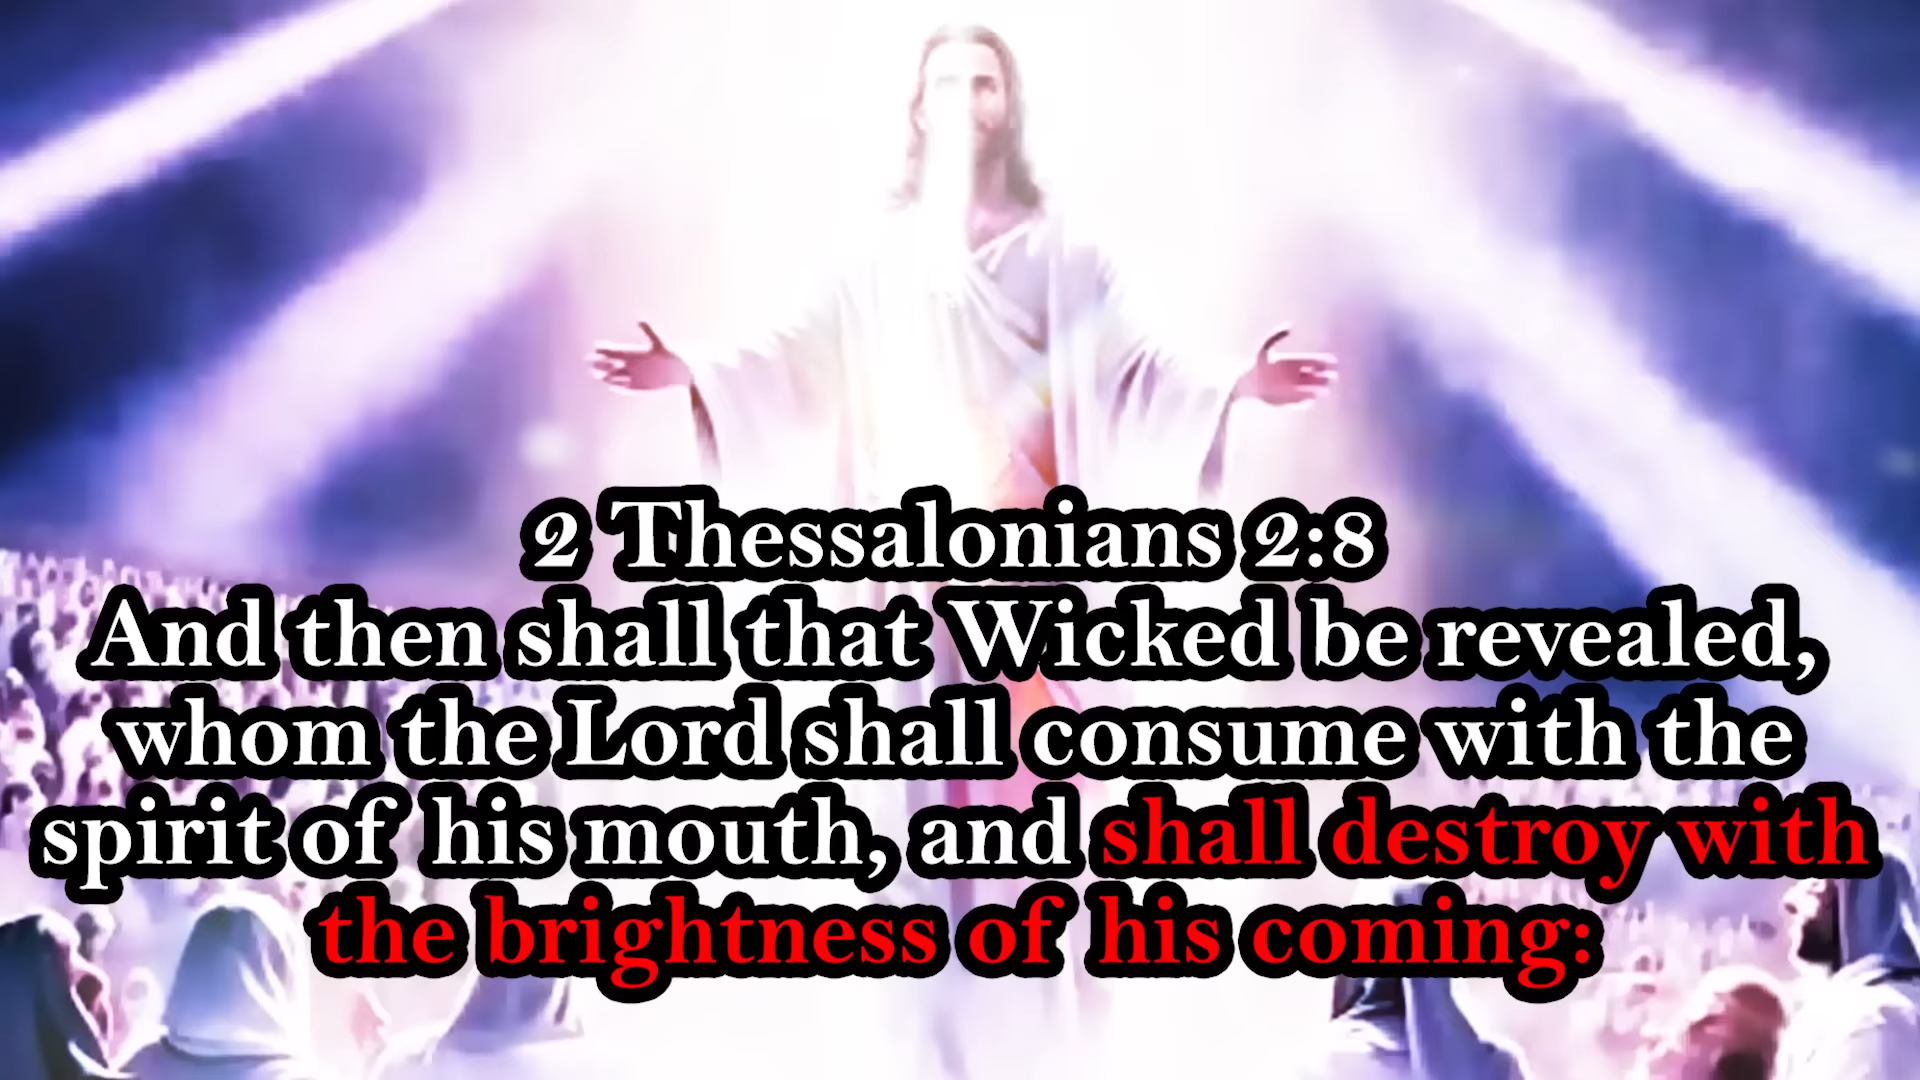 2 Thessalonians 2:8
And then shall that Wicked be revealed,
whom the Lord shall consume with the
spirit of his mouth, and shall destroy with
the brightness of his coming: